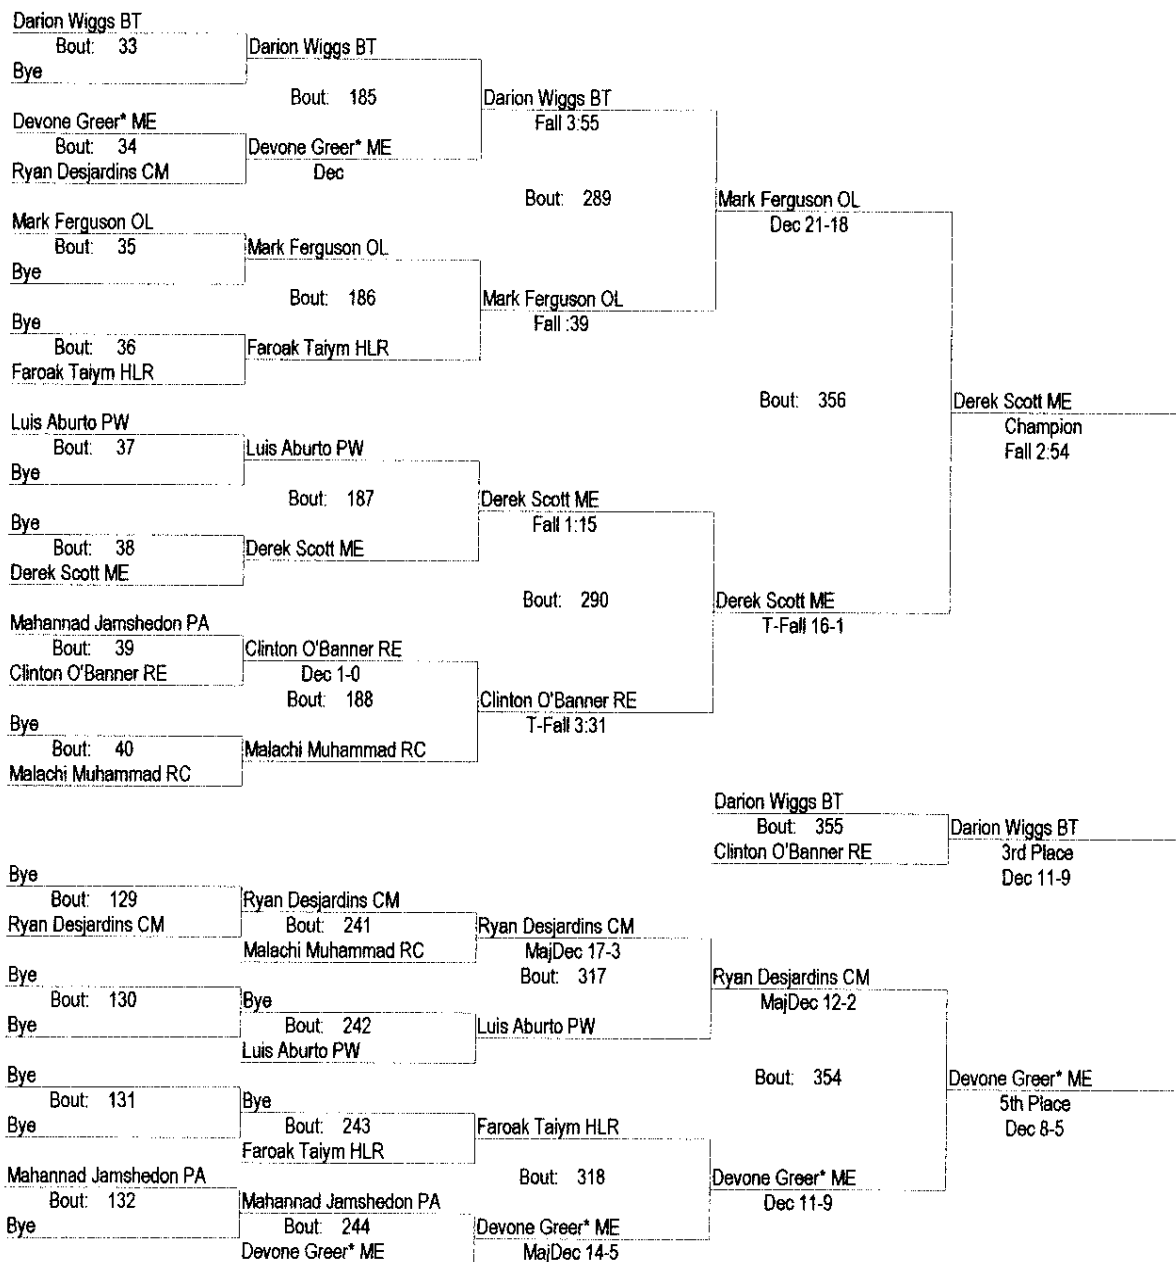 Darion Wiggs BT
Bout: 33
Bye
Darion Wiggs BT
Bout: 185
Devone Greer* ME
Bout: 34
Ryan Desjardins CM
Devone Greer* ME
Dec
Darion Wiggs BT
Fall 3:55
Bout: 289
Mark Ferguson OL
Bout: 35
Bye
Mark Ferguson OL
Bout: 186
Bye
Bout: 36
Faroak Taiym HLR
Faroak Taiym HLR
Mark Ferguson OL
Fall :39
Mark Ferguson OL
Dec 21-18
Bout: 356
Luis Aburto PW
Bout: 37
Bye
Luis Aburto PW
Bout: 187
Bye
Bout: 38
Derek Scott ME
Derek Scott ME
Derek Scott ME
Fall 1:15
Bout: 290
Mahannad Jamshedon PA
Bout: 39
Clinton O'Banner RE
Clinton O'Banner RE
Dec 1-0
Bout: 188
Bye
Bout: 40
Malachi Muhammad RC
Malachi Muhammad RC
Clinton O'Banner RE
T-Fall 3:31
Derek Scott ME
T-Fall 16-1
Derek Scott ME
Champion
Fall 2:54
Darion Wiggs BT
Bout: 355
Clinton O'Banner RE
Darion Wiggs BT
3rd Place
Dec 11-9
Bye
Bout: 129
Ryan Desjardins CM
Ryan Desjardins CM
Bout: 241
Malachi Muhammad RC
Ryan Desjardins CM
MajDec 17-3
Bout: 317
Bye
Bout: 130
Bye
Bye
Bout: 242
Luis Aburto PW
Luis Aburto PW
Ryan Desjardins CM
MajDec 12-2
Bout: 354
Bye
Bout: 131
Bye
Bye
Bout: 243
Faroak Taiym HLR
Faroak Taiym HLR
Bout: 318
Mahannad Jamshedon PA
Bout: 132
Bye
Mahannad Jamshedon PA
Bout: 244
Devone Greer* ME
Devone Greer* ME
MajDec 14-5
Devone Greer* ME
Dec 11-9
Devone Greer* ME
5th Place
Dec 8-5